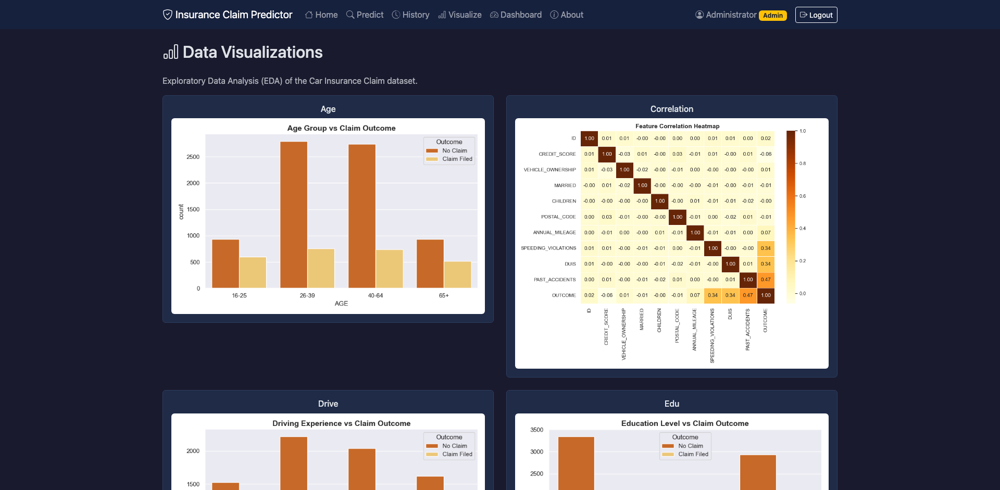 Insurance Claim Predictor Home Predict History Visualize Dashboard About Administrator Admin Logout
Data Visualizations
Exploratory Data Analysis (EDA) of the Car Insurance Claim dataset.
Age
Age Group vs Claim Outcome
Outcome
No Claim
Claim Filed
2500
2000
1500
1000
500
0
count
16-25 26-39 40-64 65+
AGE
Correlation
Feature Correlation Heatmap
ID 1.00 0.01 0.01 -0.00 -0.00 0.00 0.00 0.01 0.01 0.00 0.02
CREDIT_SCORE 0.01 1.00 -0.03 0.01 -0.00 0.03 -0.01 0.01 -0.00 0.01 -0.06
VEHICLE_OWNERSHIP 0.01 -0.03 1.00 -0.02 -0.00 -0.01 0.00 -0.00 -0.00 -0.00 0.01
MARRIED -0.00 0.01 -0.02 1.00 -0.00 -0.00 -0.00 -0.01 -0.00 -0.01 -0.01
CHILDREN -0.00 -0.00 -0.00 -0.00 1.00 -0.00 0.01 -0.01 -0.01 -0.02 -0.00
POSTAL_CODE 0.00 0.03 -0.01 -0.00 -0.00 1.00 -0.01 0.00 -0.02 0.01 -0.01
ANNUAL_MILEAGE 0.00 -0.01 0.00 -0.00 0.01 -0.01 1.00 -0.01 -0.01 0.00 0.07
SPEEDING_VIOLATIONS 0.01 0.01 -0.00 -0.01 -0.01 0.00 -0.01 1.00 -0.00 -0.00 0.34
DUIS 0.01 -0.00 -0.00 -0.00 -0.01 -0.02 -0.01 -0.00 1.00 0.01 0.34
PAST_ACCIDENTS 0.00 0.01 -0.00 -0.01 -0.02 0.01 0.00 -0.00 0.01 1.00 0.47
OUTCOME 0.02 -0.06 0.01 -0.01 -0.00 -0.01 0.07 0.34 0.34 0.47 1.00
ID CREDIT_SCORE VEHICLE_OWNERSHIP MARRIED CHILDREN POSTAL_CODE ANNUAL_MILEAGE SPEEDING_VIOLATIONS DUIS PAST_ACCIDENTS OUTCOME
1.0
0.8
0.6
0.4
0.2
0.0
Drive
Driving Experience vs Claim Outcome
Outcome
No Claim
Claim Filed
2000
1500
Edu
Education Level vs Claim Outcome
Outcome
No Claim
Claim Filed
3500
3000
2500